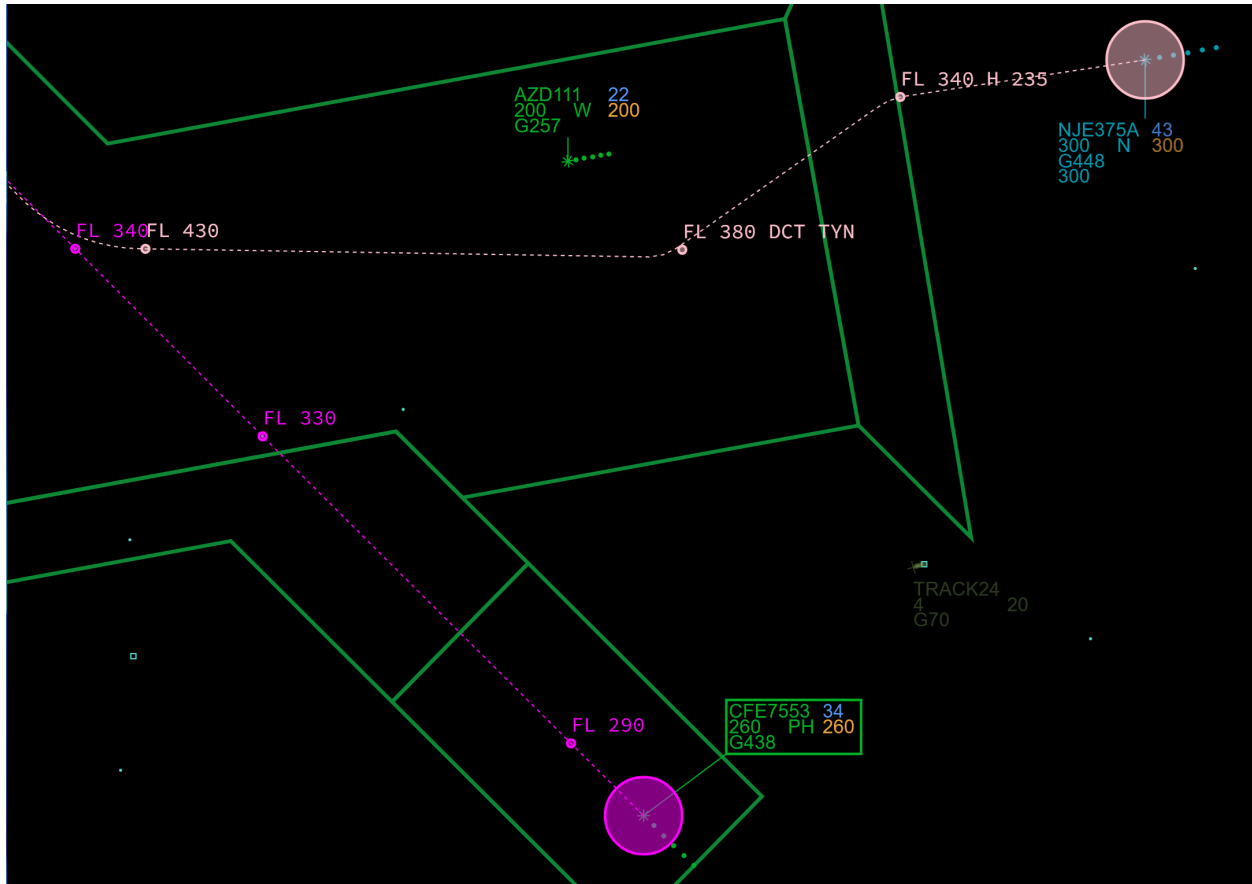 FL 340 H 235
AZD111 22
200 W 200
G257
NJE375A 43
300 N 300
G448
300
FL 340
FL 430
FL 380 DCT TYN
FL 330
TRACK24
4 20
G70
FL 290
CFE7553 34
260 PH 260
G438